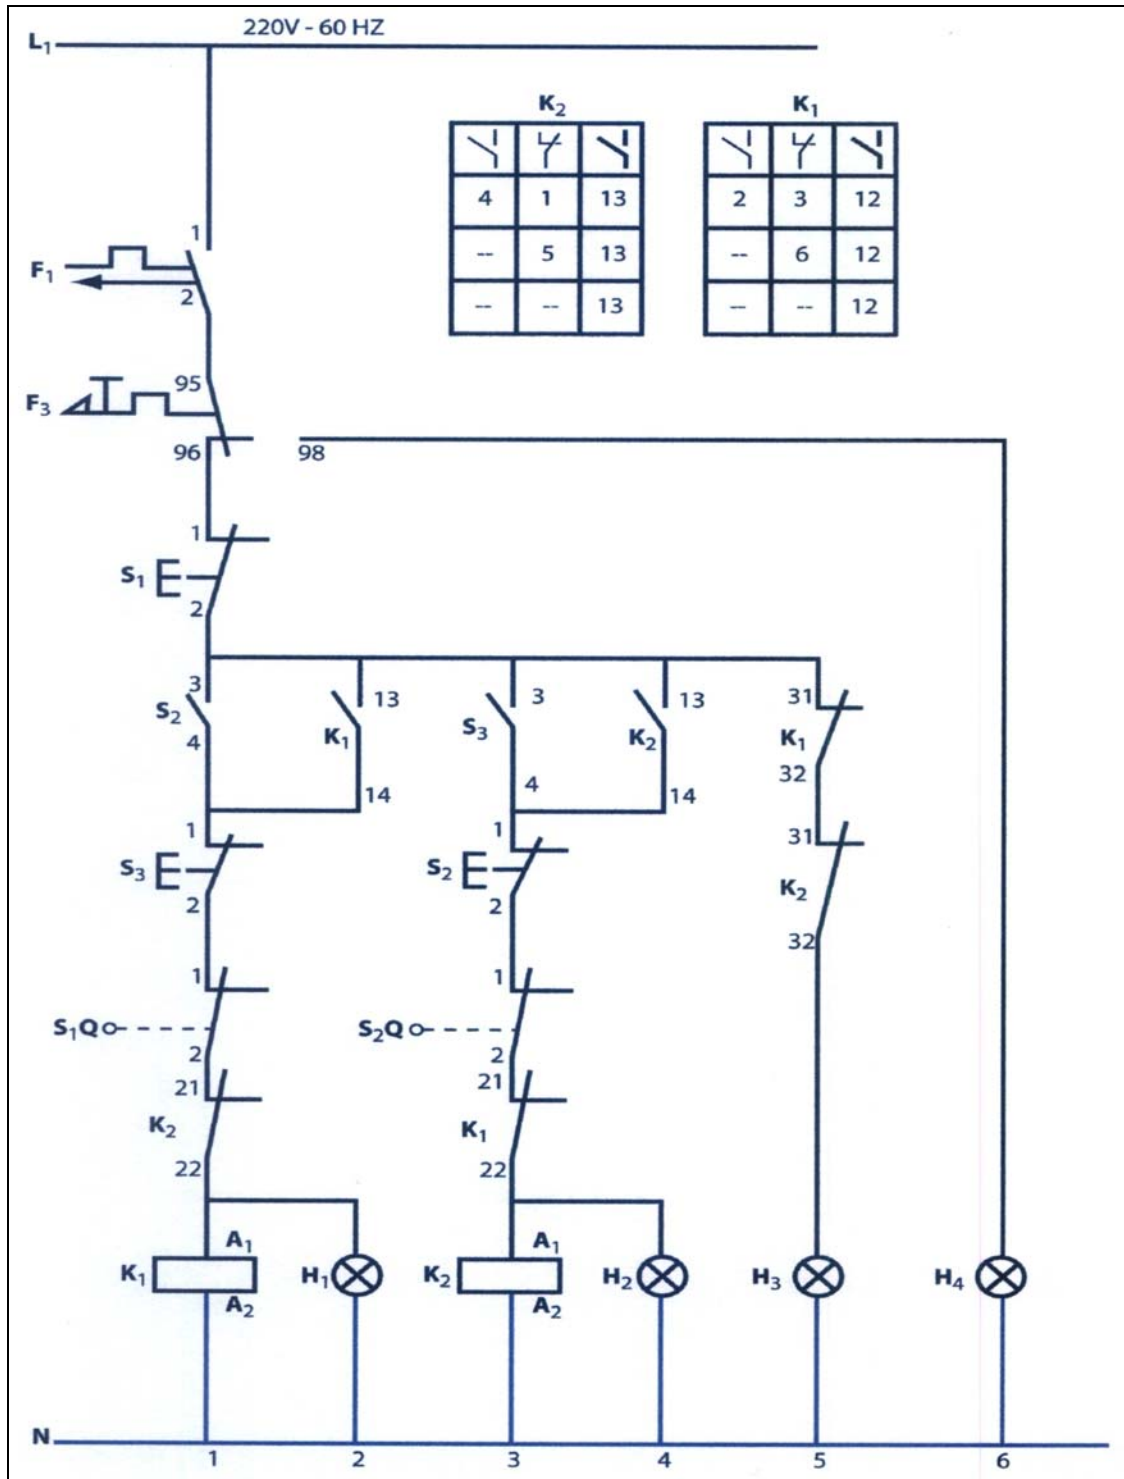 220V - 60 HZ
L₁
K₂ K₁
4 1 13 2 3 12
-- 5 13 -- 6 12
-- -- 13 -- -- 12
1
F₁
2
95
F₃
96 98
1
S₁
2
3 13 3 13 31
S₂ K₁ S₃ K₂ K₁
4 32
14 4 14
1 1 31
S₃ S₂ K₂
2 2
32
1 1
S₁Q S₂Q
2 2
21 21
K₂ K₁
22 22
A₁ A₁
K₁ H₁ K₂ H₂ H₃ H₄
A₂ A₂
N
1 2 3 4 5 6